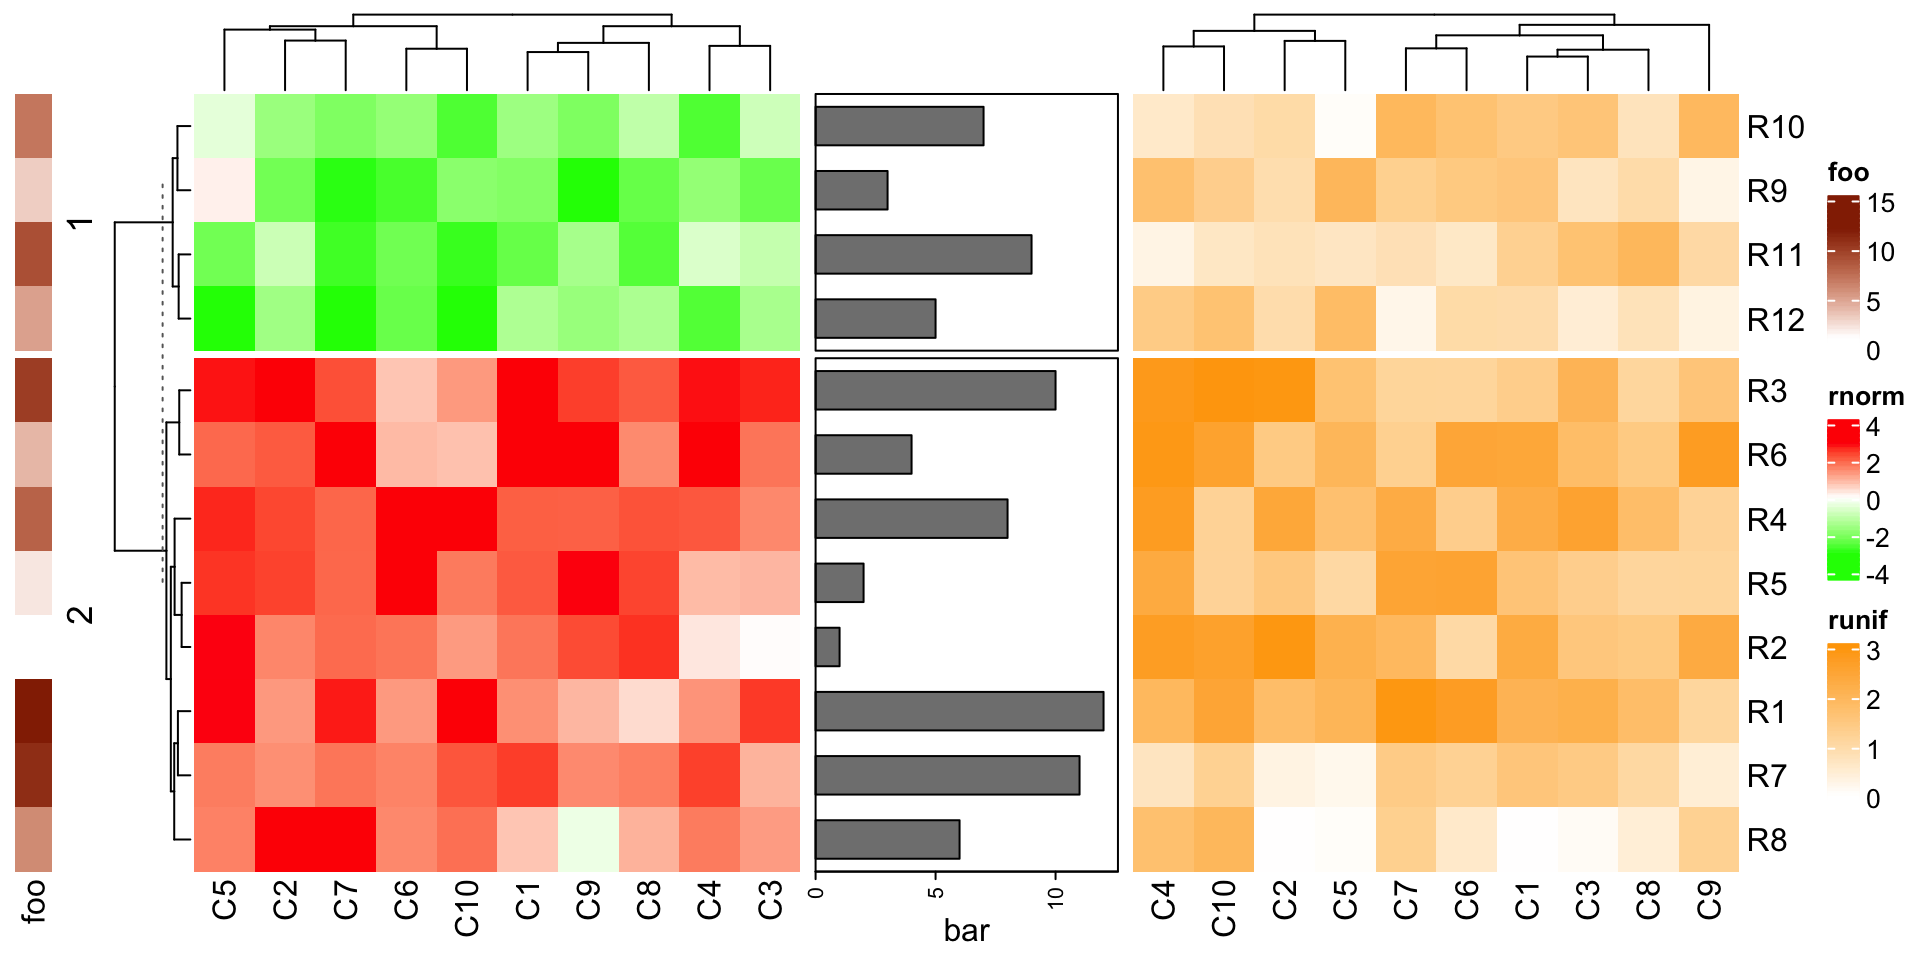 1
2
foo
C5 C2 C7 C6 C10 C1 C9 C8 C4 C3
0 5 10
bar
C4 C10 C2 C5 C7 C6 C1 C3 C8 C9
R10
R9
R11
R12
R3
R6
R4
R5
R2
R1
R7
R8
foo
15
10
5
0
rnorm
4
2
0
-2
-4
runif
3
2
1
0